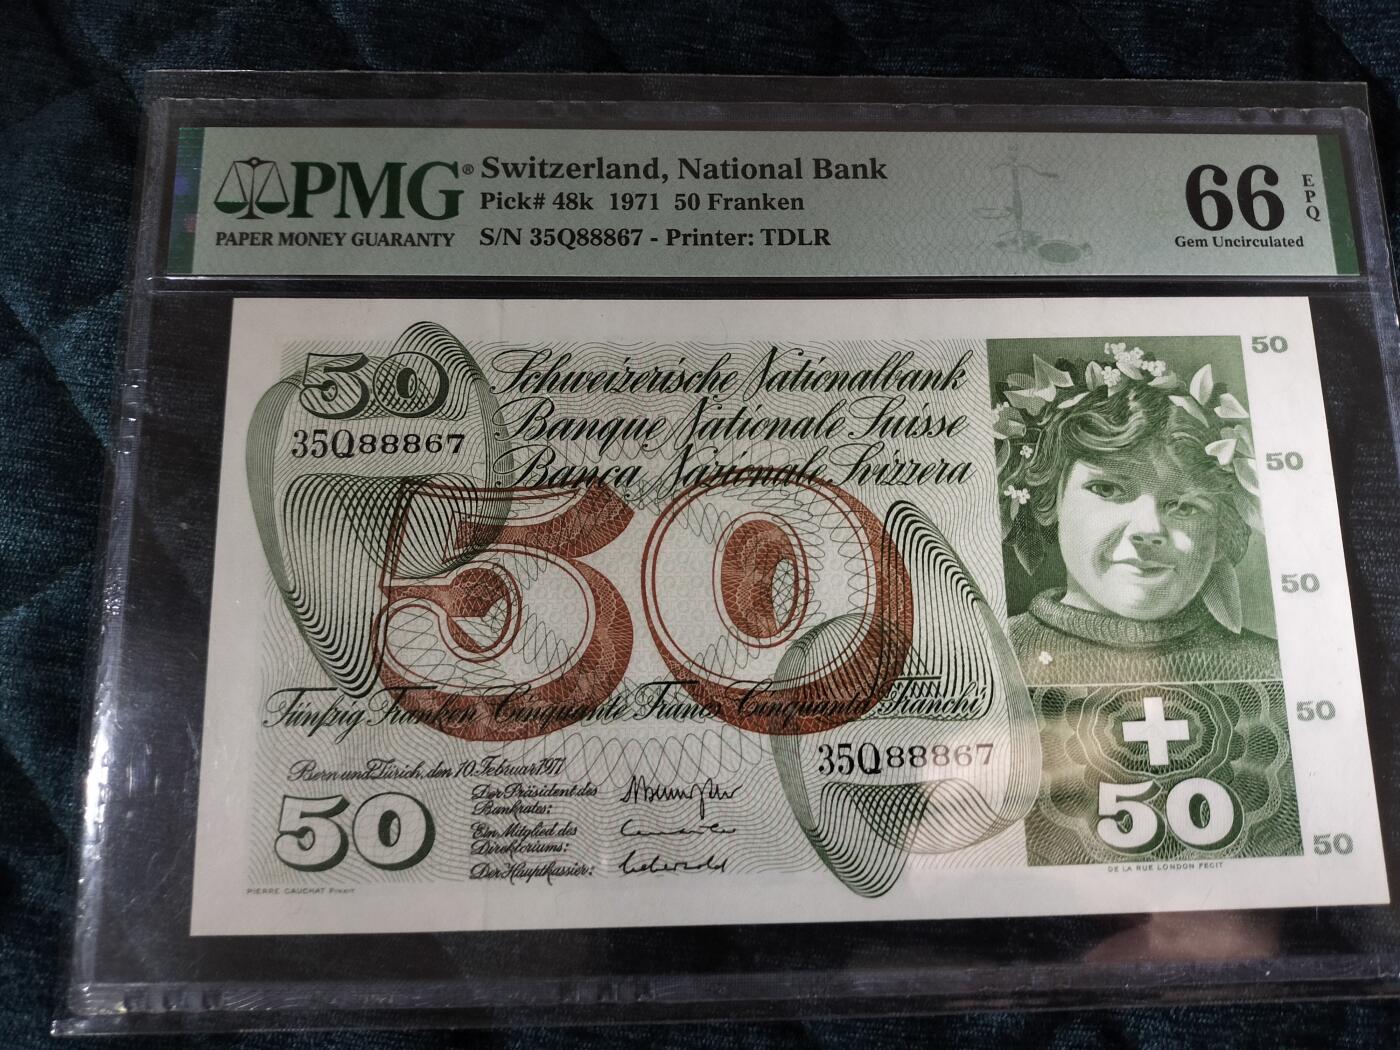 PMG®
PAPER MONEY GUARANTY
Switzerland, National Bank
Pick# 48k 1971 50 Franken
S/N 35Q88867 - Printer: TDLR
66
EPQ
Gem Uncirculated
50
35Q88867
Schweizerische Nationalbank
Banque Nationale Suisse
Banca Nazionale Svizzera
50
50
50
50
50
50
50
Fünfzig Franken Cinquante Francs Cinquanta Franchi
35Q88867
Bern und Zürich, den 10. Februar 1971
50
Der Präsident des
Bankrates:
Ein Mitglied des
Direktoriums:
Der Hauptkassier:
50
PIERRE GAUCHAT PINXIT
DE LA RUE LONDON FECIT